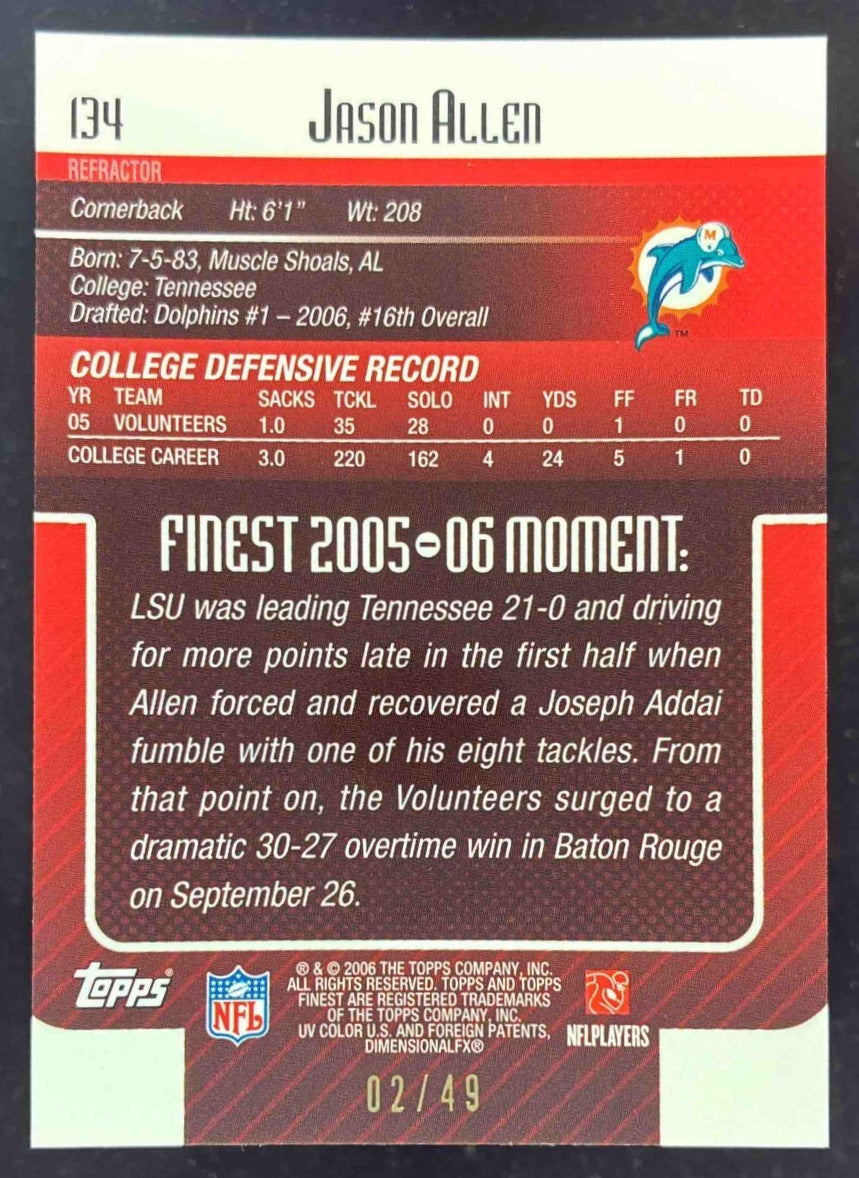 134 JASON ALLEN
REFRACTOR
Cornerback Ht: 6'1" Wt: 208
Born: 7-5-83, Muscle Shoals, AL
College: Tennessee
Drafted: Dolphins #1 – 2006, #16th Overall
M
TM
COLLEGE DEFENSIVE RECORD
YR TEAM SACKS TCKL SOLO INT YDS FF FR TD
05 VOLUNTEERS 1.0 35 28 0 0 1 0 0
COLLEGE CAREER 3.0 220 162 4 24 5 1 0
FINEST 2005-06 MOMENT:
LSU was leading Tennessee 21-0 and driving
for more points late in the first half when
Allen forced and recovered a Joseph Addai
fumble with one of his eight tackles. From
that point on, the Volunteers surged to a
dramatic 30-27 overtime win in Baton Rouge
on September 26.
TOPPS®
NFL
® & © 2006 THE TOPPS COMPANY, INC.
ALL RIGHTS RESERVED. TOPPS AND TOPPS
FINEST ARE REGISTERED TRADEMARKS
OF THE TOPPS COMPANY, INC.
UV COLOR U.S. AND FOREIGN PATENTS,
DIMENSIONALFX®
NFLPLAYERS
02/49